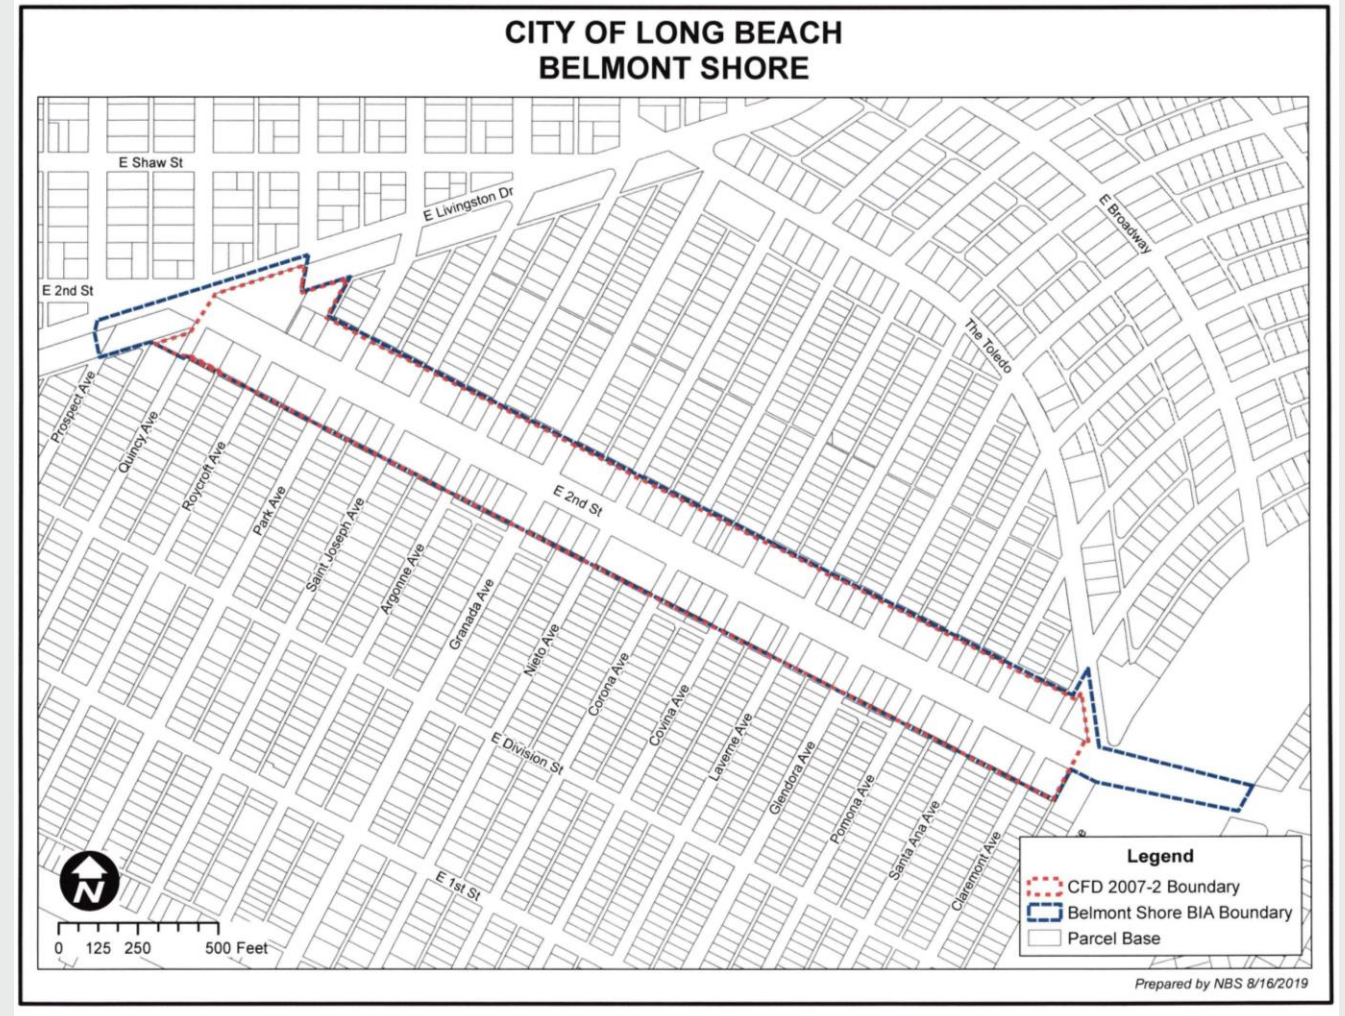 CITY OF LONG BEACH
BELMONT SHORE
E Shaw St
E Livingston Dr
E Broadway
E 2nd St
The Toledo
Prospect Ave
Quincy Ave
Roycroft Ave
Park Ave
Saint Joseph Ave
Argonne Ave
Granada Ave
Nieto Ave
Corona Ave
Covina Ave
Laverne Ave
Glendora Ave
Pomona Ave
Santa Ana Ave
Claremont Ave
e
E 2nd St
E Division St
E 1st St
N
0 125 250 500 Feet
Legend
CFD 2007-2 Boundary
Belmont Shore BIA Boundary
Parcel Base
Prepared by NBS 8/16/2019